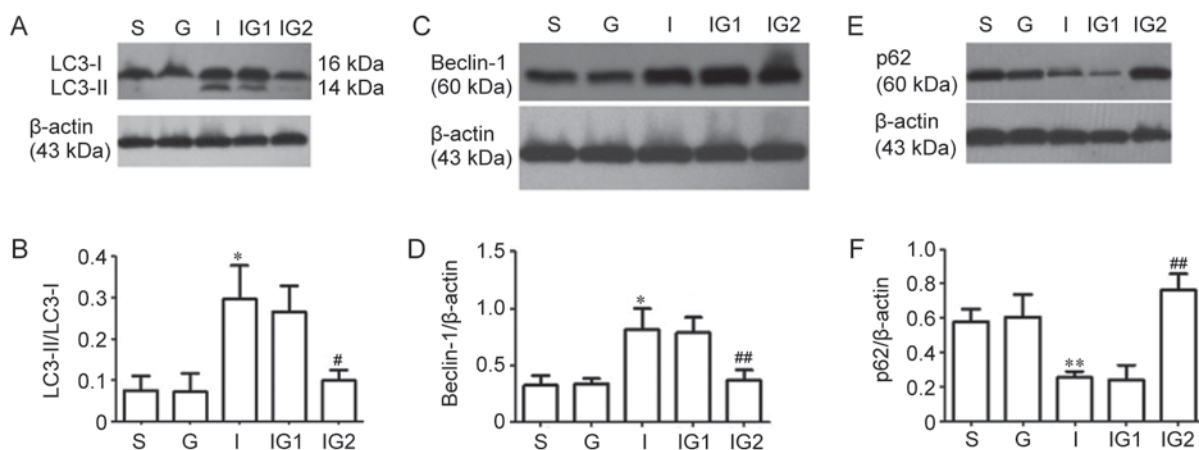 A
S G I IG1 IG2
LC3-I 16 kDa
LC3-II 14 kDa
β-actin
(43 kDa)
C
S G I IG1 IG2
Beclin-1
(60 kDa)
β-actin
(43 kDa)
E
S G I IG1 IG2
p62
(60 kDa)
β-actin
(43 kDa)
B
LC3-II/LC3-I
0.4
0.3
0.2
0.1
0
*
#
S G I IG1 IG2
D
Beclin-1/β-actin
1.5
1.0
0.5
0
*
##
S G I IG1 IG2
F
p62/β-actin
1.0
0.8
0.6
0.4
0.2
0
**
##
S G I IG1 IG2